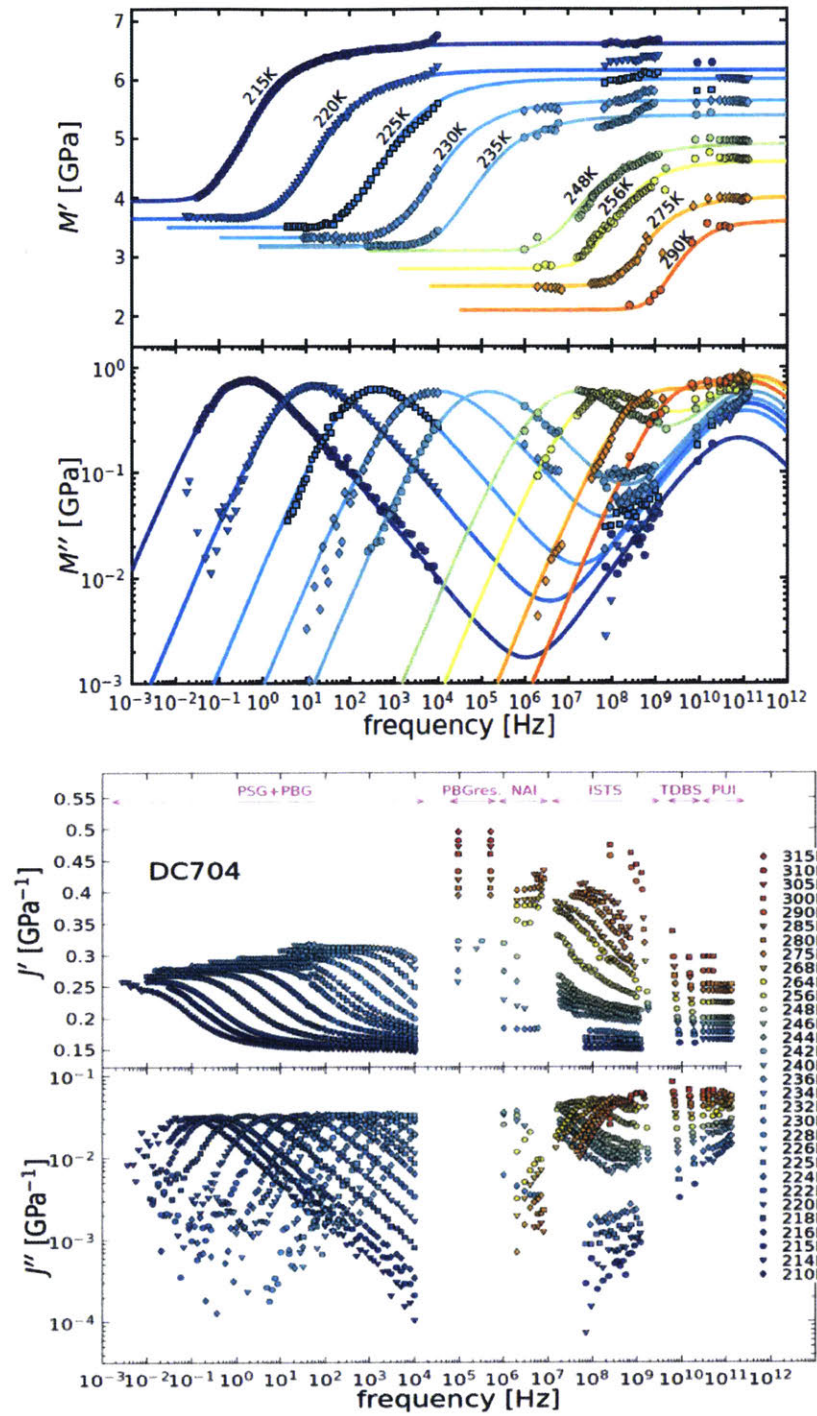 7
6
5
4
3
2
M′ [GPa]
215K
220K
225K
230K
235K
248K
256K
275K
290K
10⁰
10⁻¹
10⁻²
10⁻³
M″ [GPa]
10⁻³ 10⁻² 10⁻¹ 10⁰ 10¹ 10² 10³ 10⁴ 10⁵ 10⁶ 10⁷ 10⁸ 10⁹ 10¹⁰ 10¹¹ 10¹²
frequency [Hz]
PSG+PBG PBGres. NAI ISTS TDBS PUI
DC704
0.55
0.5
0.45
0.4
0.35
0.3
0.25
0.2
0.15
J′ [GPa⁻¹]
10⁻¹
10⁻²
10⁻³
10⁻⁴
J″ [GPa⁻¹]
315
310
305
300
290
285
280
275
268
264
256
248
246
244
242
240
236
234
232
230
228
226
225
224
222
220
218
216
215
214
210
10⁻³ 10⁻² 10⁻¹ 10⁰ 10¹ 10² 10³ 10⁴ 10⁵ 10⁶ 10⁷ 10⁸ 10⁹ 10¹⁰ 10¹¹ 10¹²
frequency [Hz]